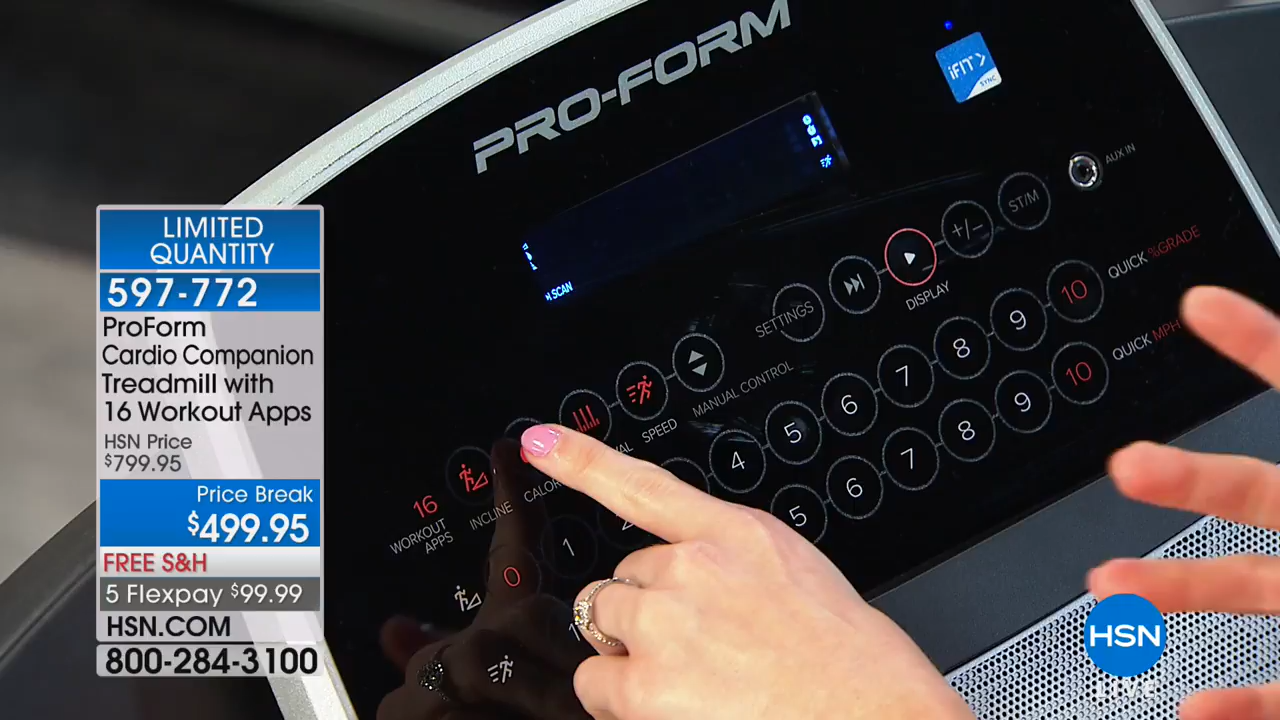 PRO-FORM
iFIT
SYNC
AUX IN
SCAN
ST/M
+/-
DISPLAY
SETTINGS
MANUAL CONTROL
SPEED
INCLINE
16
WORKOUT
APPS
QUICK %GRADE
0 1 4 5 6 7 8 9 10
QUICK MPH
5 6 7 8 9 10
LIMITED
QUANTITY
597-772
ProForm
Cardio Companion
Treadmill with
16 Workout Apps
HSN Price
$799.95
Price Break
$499.95
FREE S&H
5 Flexpay $99.99
HSN.COM
800-284-3100
HSN
LIVE